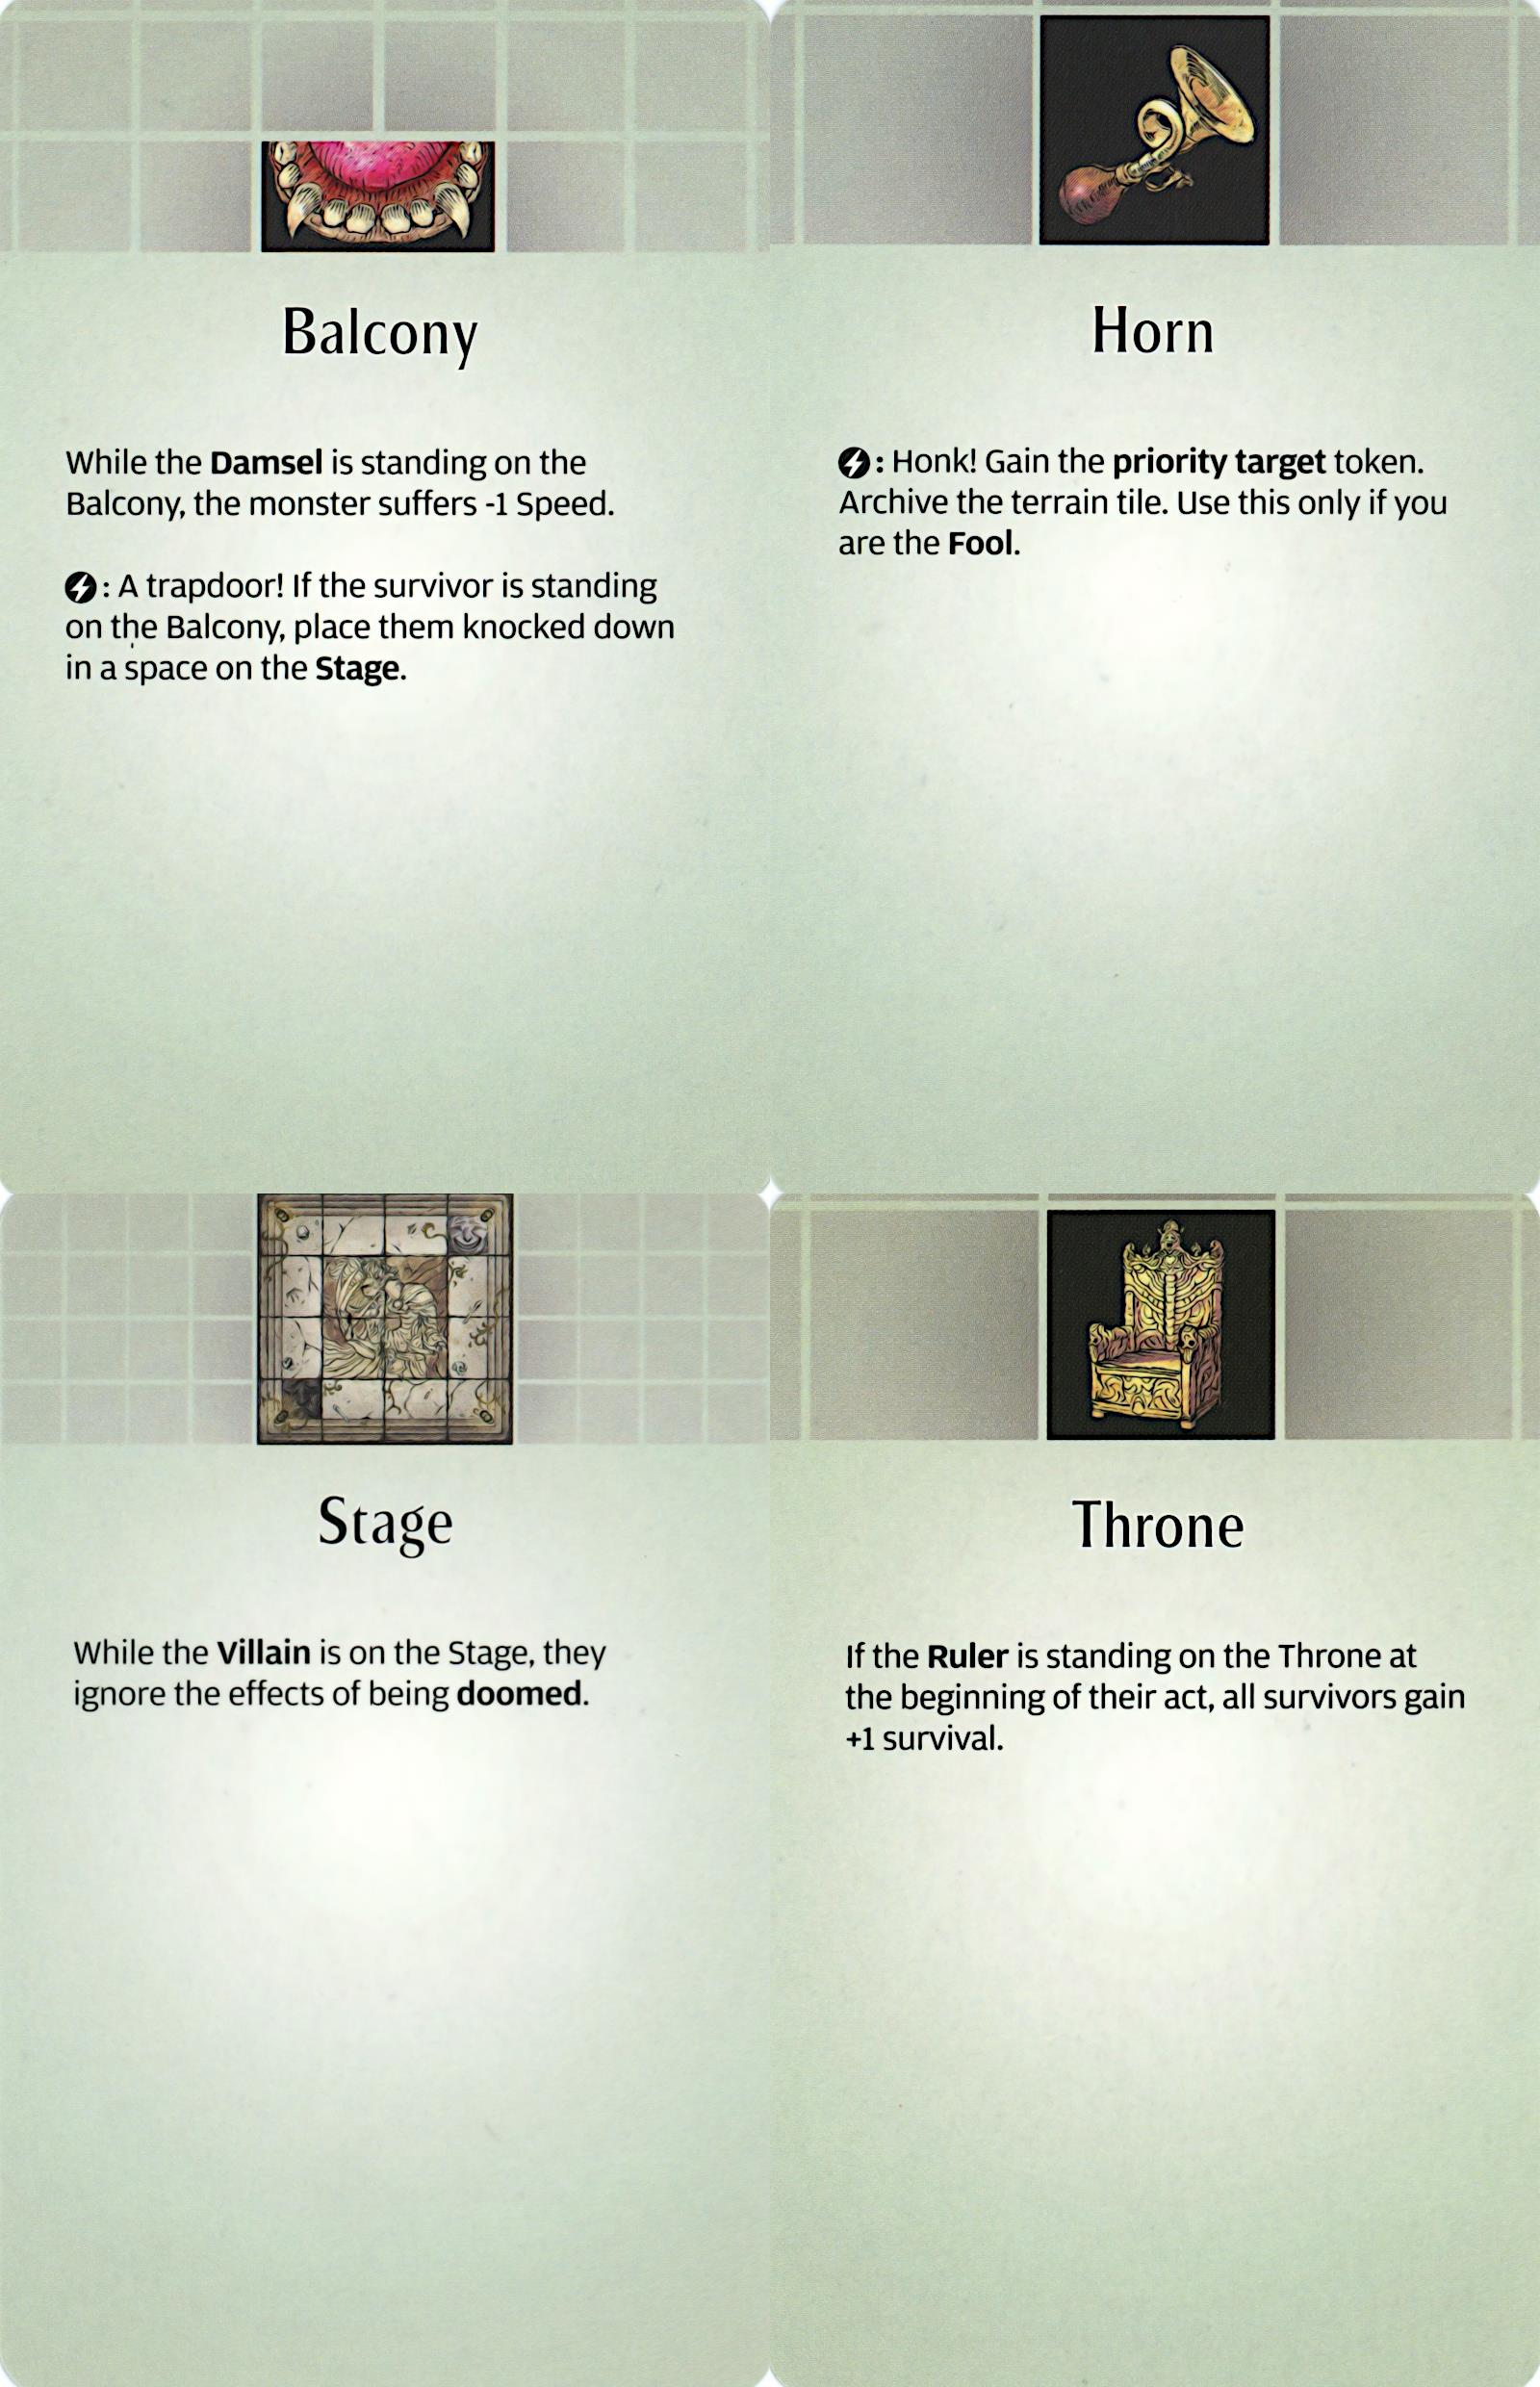 Balcony
While the Damsel is standing on the
Balcony, the monster suffers -1 Speed.
: A trapdoor! If the survivor is standing
on the Balcony, place them knocked down
in a space on the Stage.
Horn
: Honk! Gain the priority target token.
Archive the terrain tile. Use this only if you
are the Fool.
Stage
While the Villain is on the Stage, they
ignore the effects of being doomed.
Throne
If the Ruler is standing on the Throne at
the beginning of their act, all survivors gain
+1 survival.